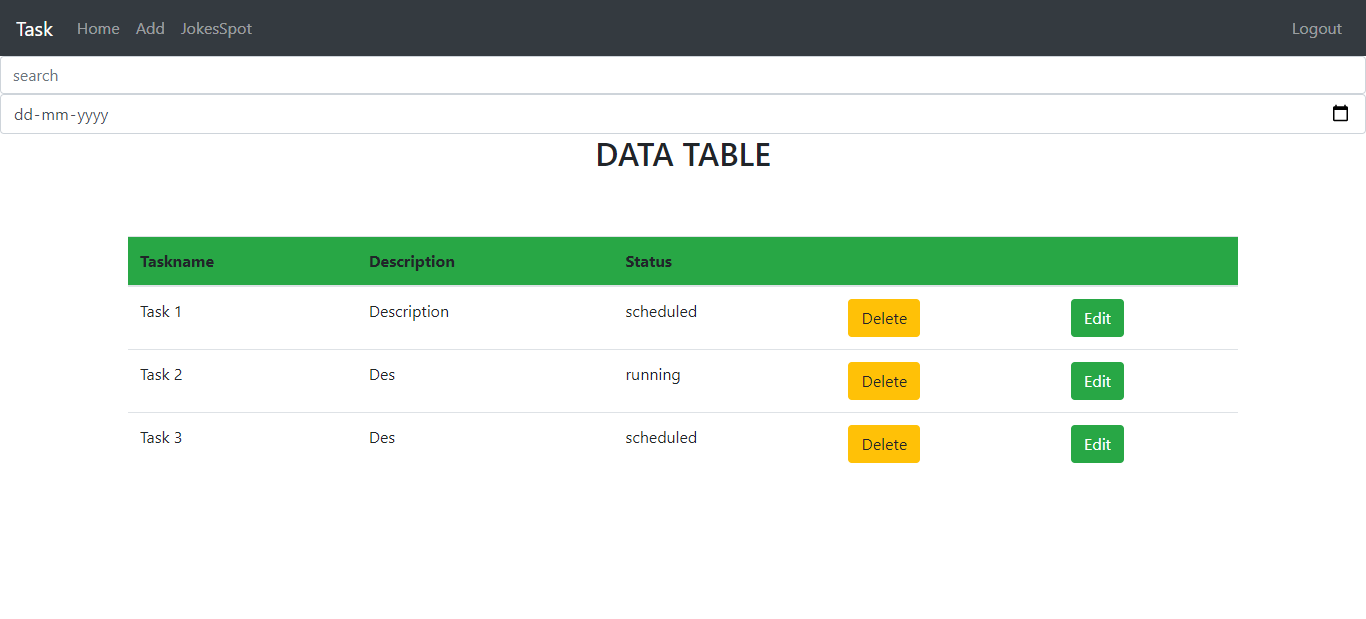 Task Home Add JokesSpot Logout
search
dd-mm-yyyy
DATA TABLE
Taskname Description Status
Task 1 Description scheduled Delete Edit
Task 2 Des running Delete Edit
Task 3 Des scheduled Delete Edit